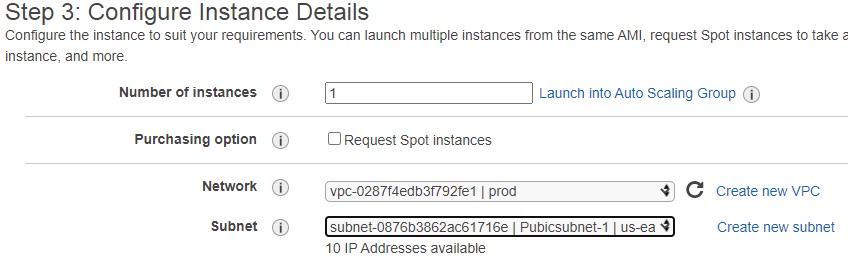 Step 3: Configure Instance Details
Configure the instance to suit your requirements. You can launch multiple instances from the same AMI, request Spot instances to take a
instance, and more.
Number of instances i 1 Launch into Auto Scaling Group i
Purchasing option i Request Spot instances
Network i vpc-0287f4edb3f792fe1 | prod Create new VPC
Subnet i subnet-0876b3862ac61716e | Pubicsubnet-1 | us-ea Create new subnet
10 IP Addresses available